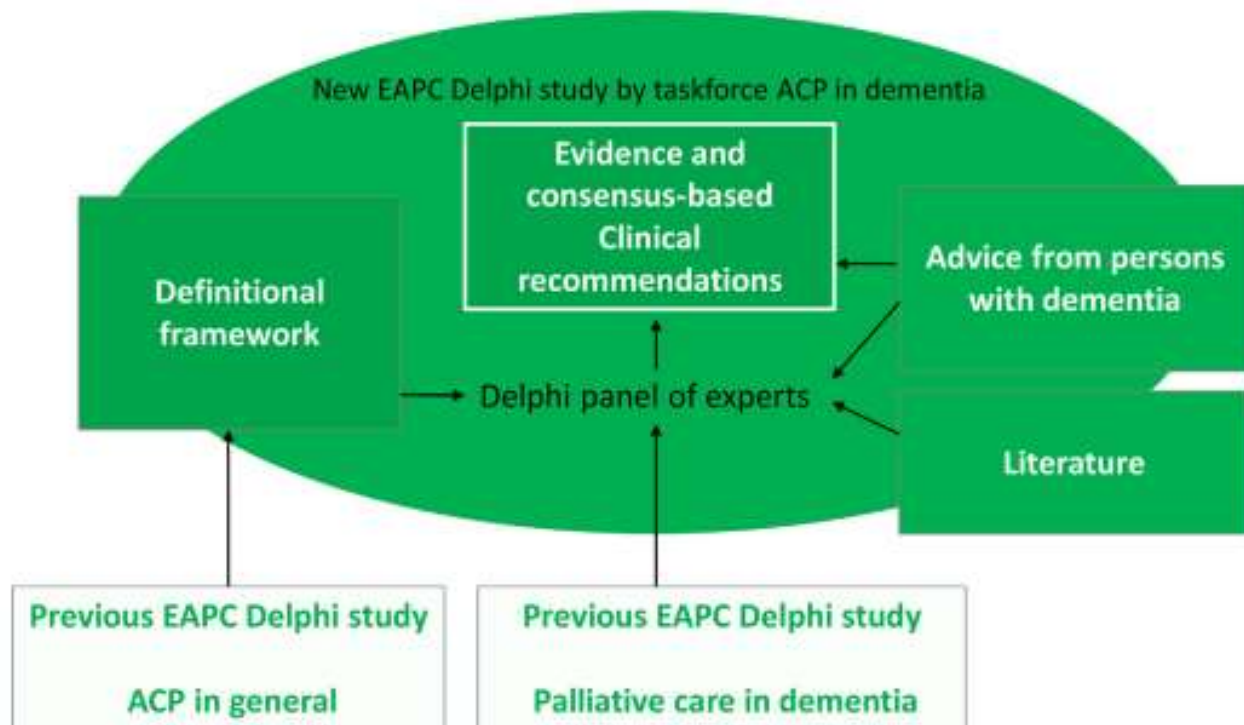 New EAPC Delphi study by taskforce ACP in dementia
Evidence and
consensus-based
Clinical
recommendations
Definitional
framework
Advice from persons
with dementia
Delphi panel of experts
Literature
Previous EAPC Delphi study
ACP in general
Previous EAPC Delphi study
Palliative care in dementia